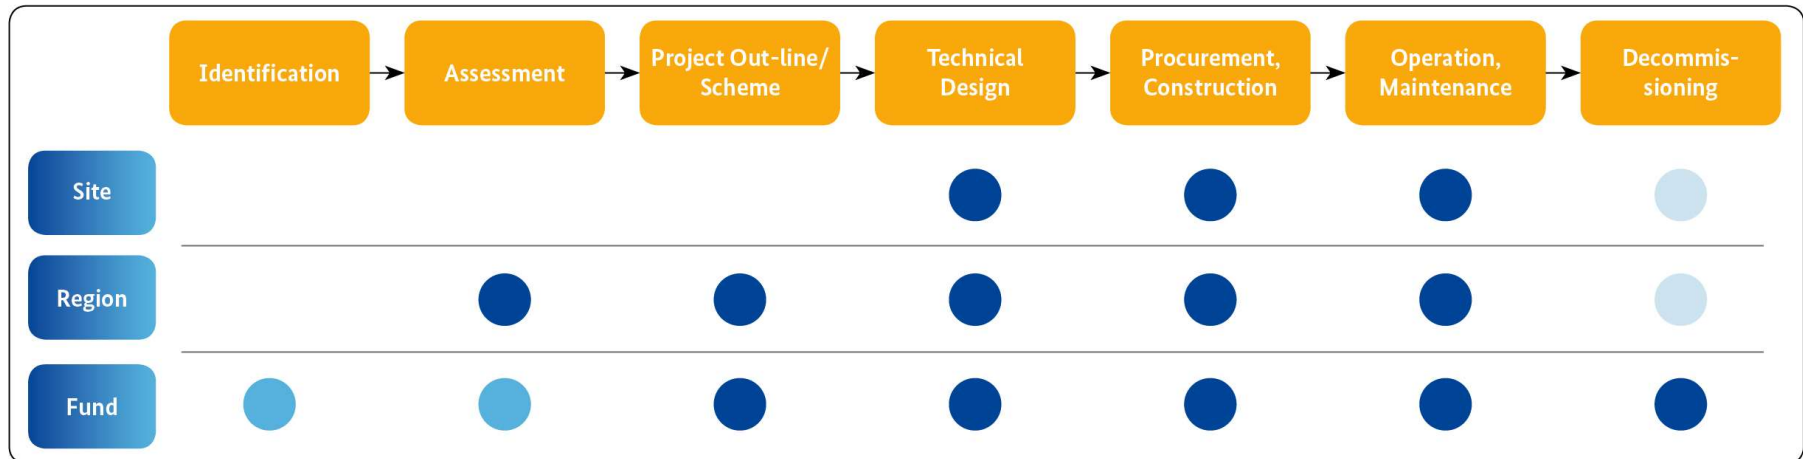 Identification
Assessment
Project Out-line/
Scheme
Technical
Design
Procurement,
Construction
Operation,
Maintenance
Decommis-
sioning
Site
Region
Fund